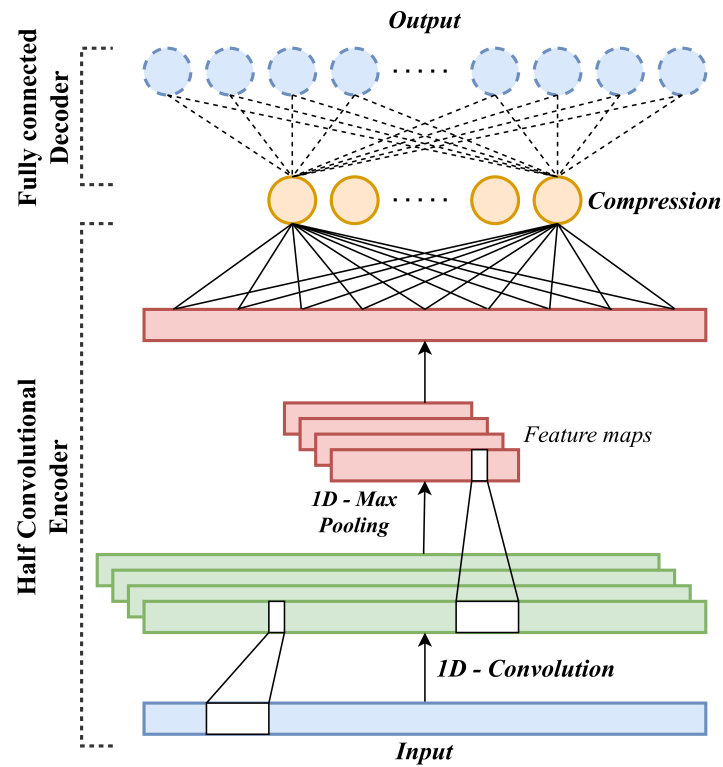 Output
Fully connected
Decoder
Compression
Half Convolutional
Encoder
Feature maps
1D - Max
Pooling
1D - Convolution
Input